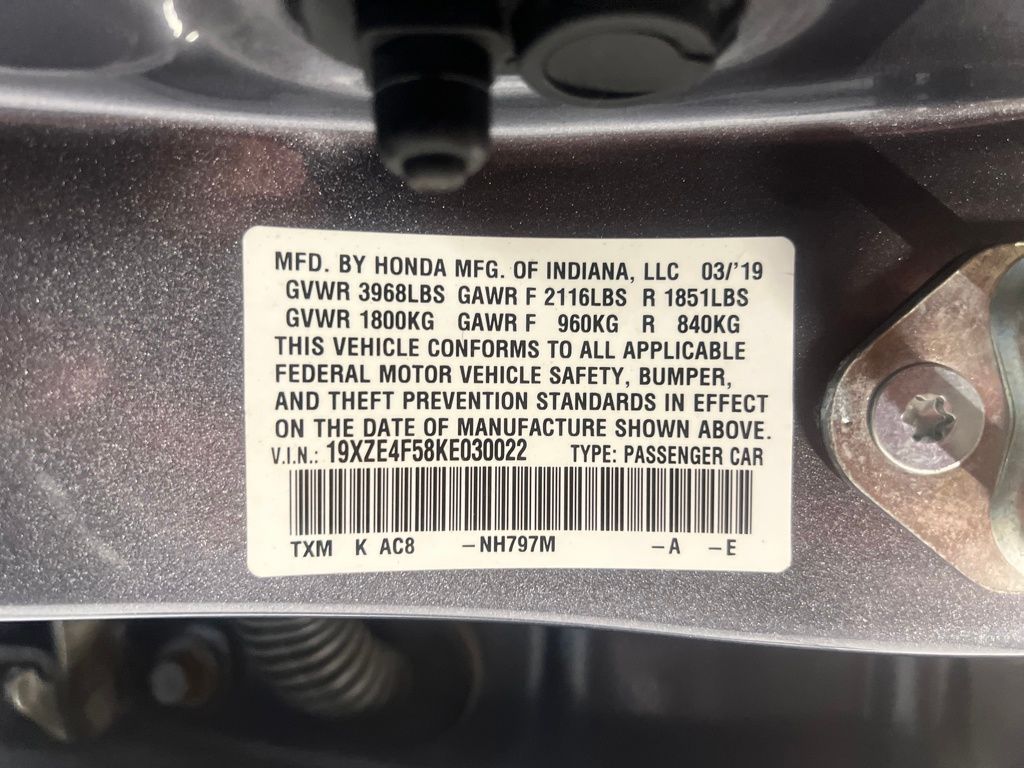 MFD. BY HONDA MFG. OF INDIANA, LLC 03/'19
GVWR 3968LBS GAWR F 2116LBS R 1851LBS
GVWR 1800KG GAWR F 960KG R 840KG
THIS VEHICLE CONFORMS TO ALL APPLICABLE
FEDERAL MOTOR VEHICLE SAFETY, BUMPER,
AND THEFT PREVENTION STANDARDS IN EFFECT
ON THE DATE OF MANUFACTURE SHOWN ABOVE.
V.I.N.: 19XZE4F58KE030022 TYPE: PASSENGER CAR
TXM K AC8 –NH797M –A –E